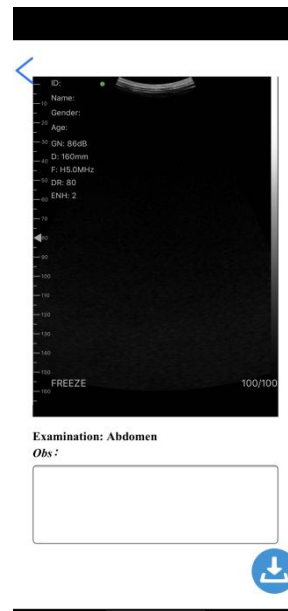 ID:
Name:
Gender:
Age:
GN: 86dB
D: 160mm
F: H5.0MHz
DR: 80
ENH: 2
10
20
30
40
50
60
70
80
90
100
110
120
130
140
150
160
FREEZE 100/100
Examination: Abdomen
Obs: